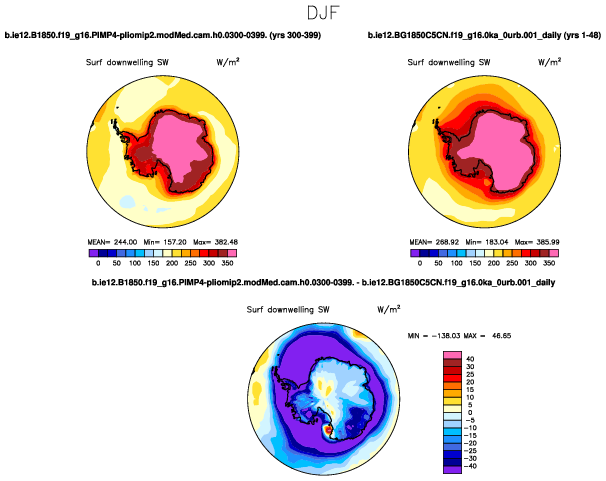 DJF
b.ie12.B1850.f19_g16.PIMP4-pliomip2.modMed.cam.h0.0300-0399. (yrs 300-399)
b.ie12.BG1850C5CN.f19_g16.0ka_0urb.001_daily (yrs 1-48)
Surf downwelling SW W/m²
Surf downwelling SW W/m²
MEAN= 244.00 Min= 157.20 Max= 382.48
MEAN= 268.92 Min= 183.04 Max= 385.99
0 50 100 150 200 250 300 350
0 50 100 150 200 250 300 350
b.ie12.B1850.f19_g16.PIMP4-pliomip2.modMed.cam.h0.0300-0399. - b.ie12.BG1850C5CN.f19_g16.0ka_0urb.001_daily
Surf downwelling SW W/m²
MIN = -138.03 MAX = 46.65
40
30
25
20
15
10
5
0
-5
-10
-15
-20
-25
-30
-40